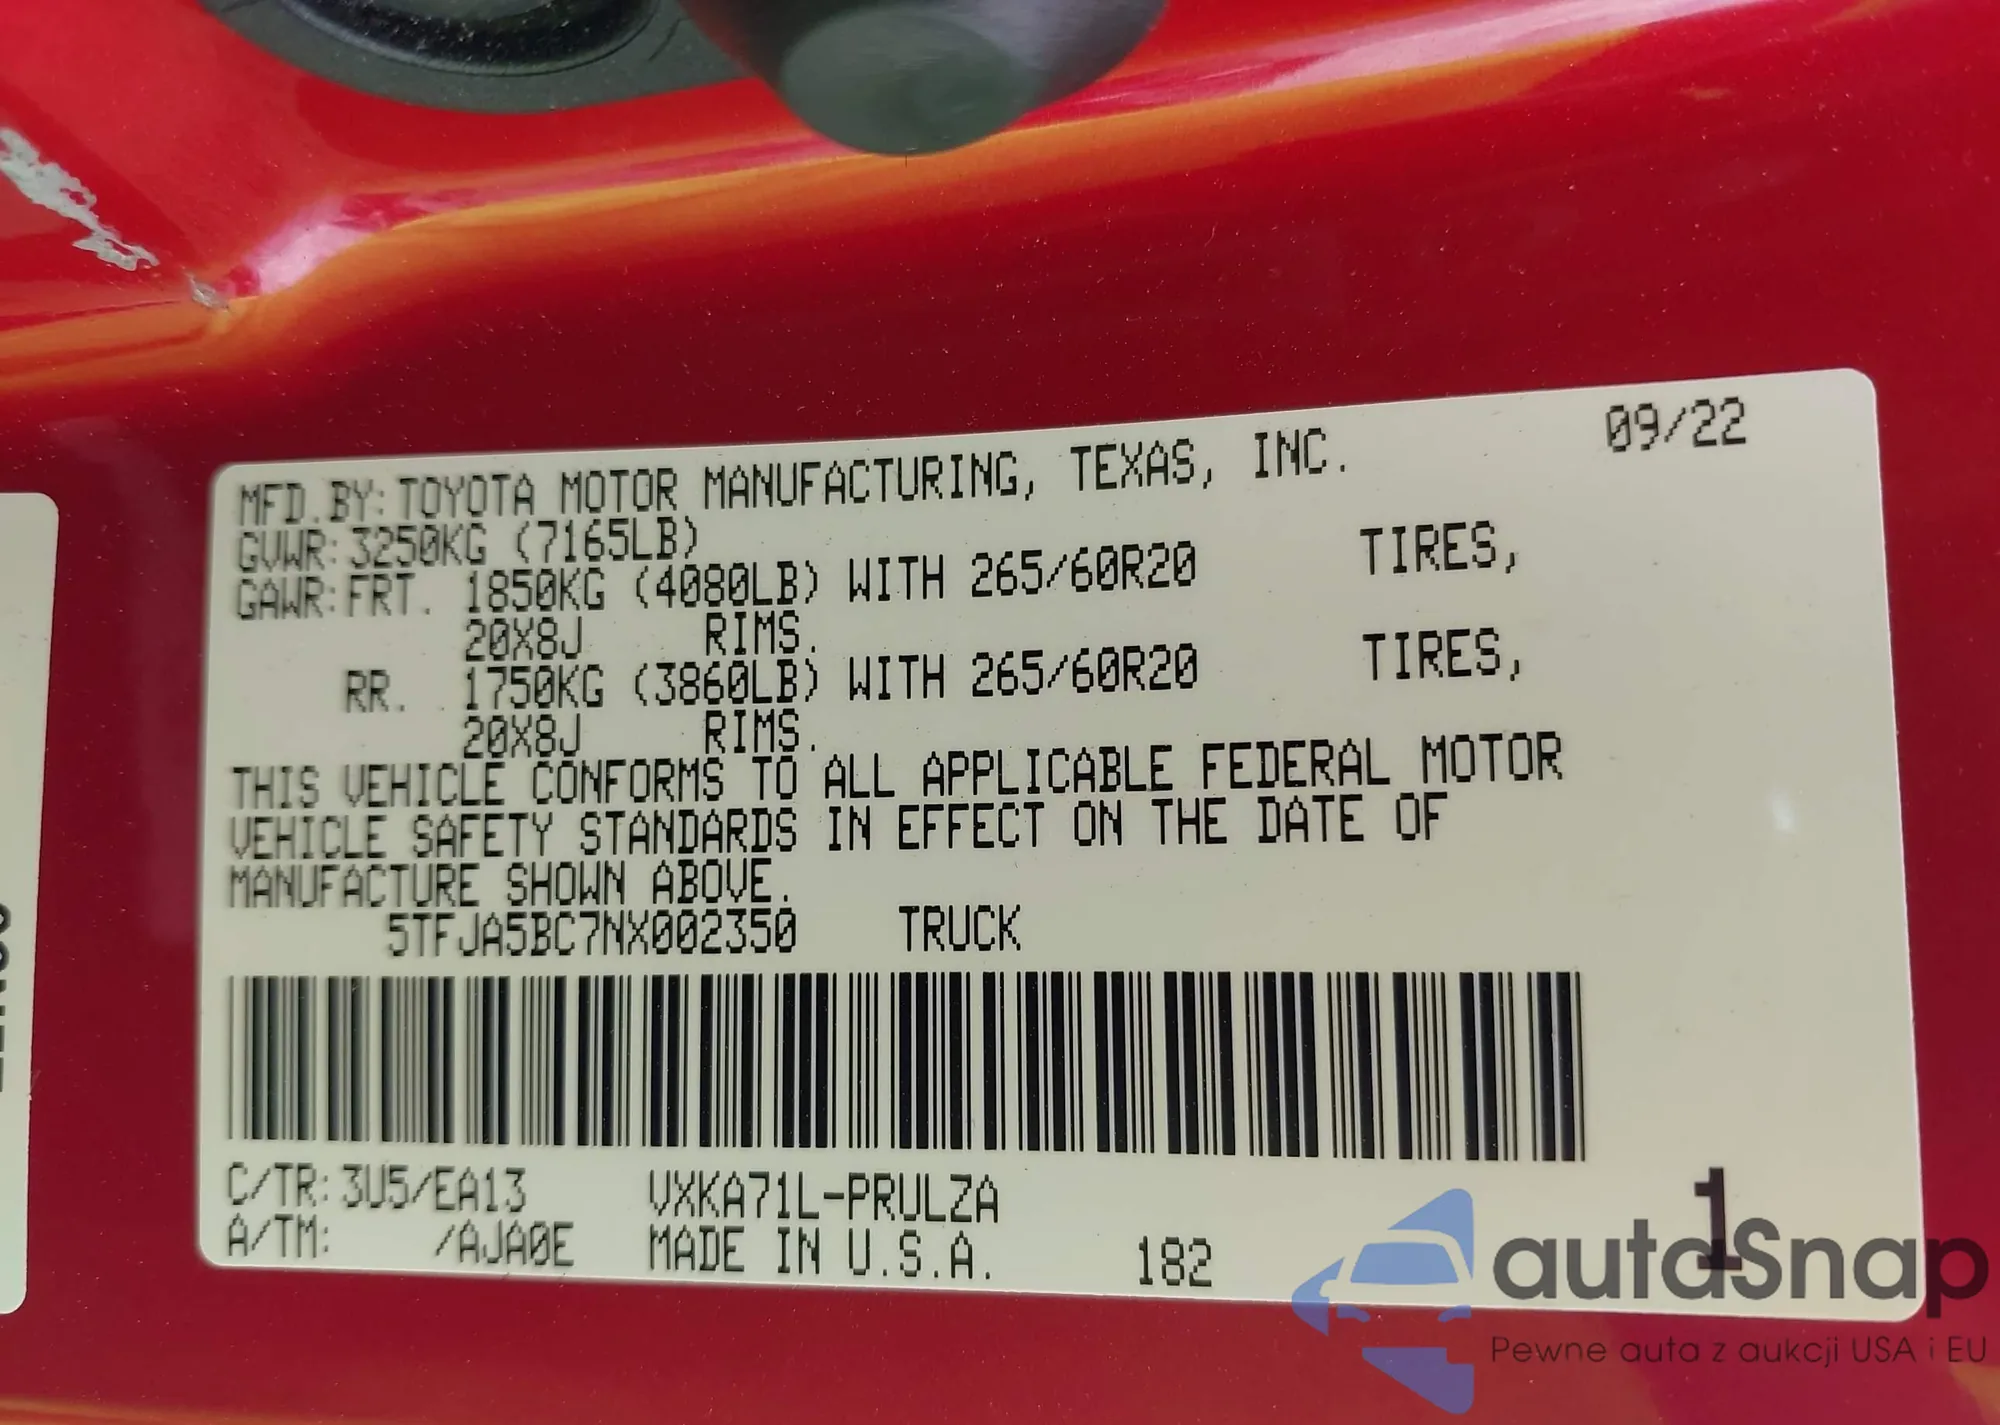 MFD.BY:TOYOTA MOTOR MANUFACTURING, TEXAS, INC. 09/22
GVWR:3250KG (7165LB)
GAWR:FRT. 1850KG (4080LB) WITH 265/60R20 TIRES,
20X8J RIMS.
RR. 1750KG (3860LB) WITH 265/60R20 TIRES,
20X8J RIMS.
THIS VEHICLE CONFORMS TO ALL APPLICABLE FEDERAL MOTOR
VEHICLE SAFETY STANDARDS IN EFFECT ON THE DATE OF
MANUFACTURE SHOWN ABOVE.
5TFJA5BC7NX002350 TRUCK
C/TR:3U5/EA13 VXKA71L-PRULZA
A/TM: /AJA0E MADE IN U.S.A. 182
1
autoSnap
Pewne auta z aukcji USA i EU